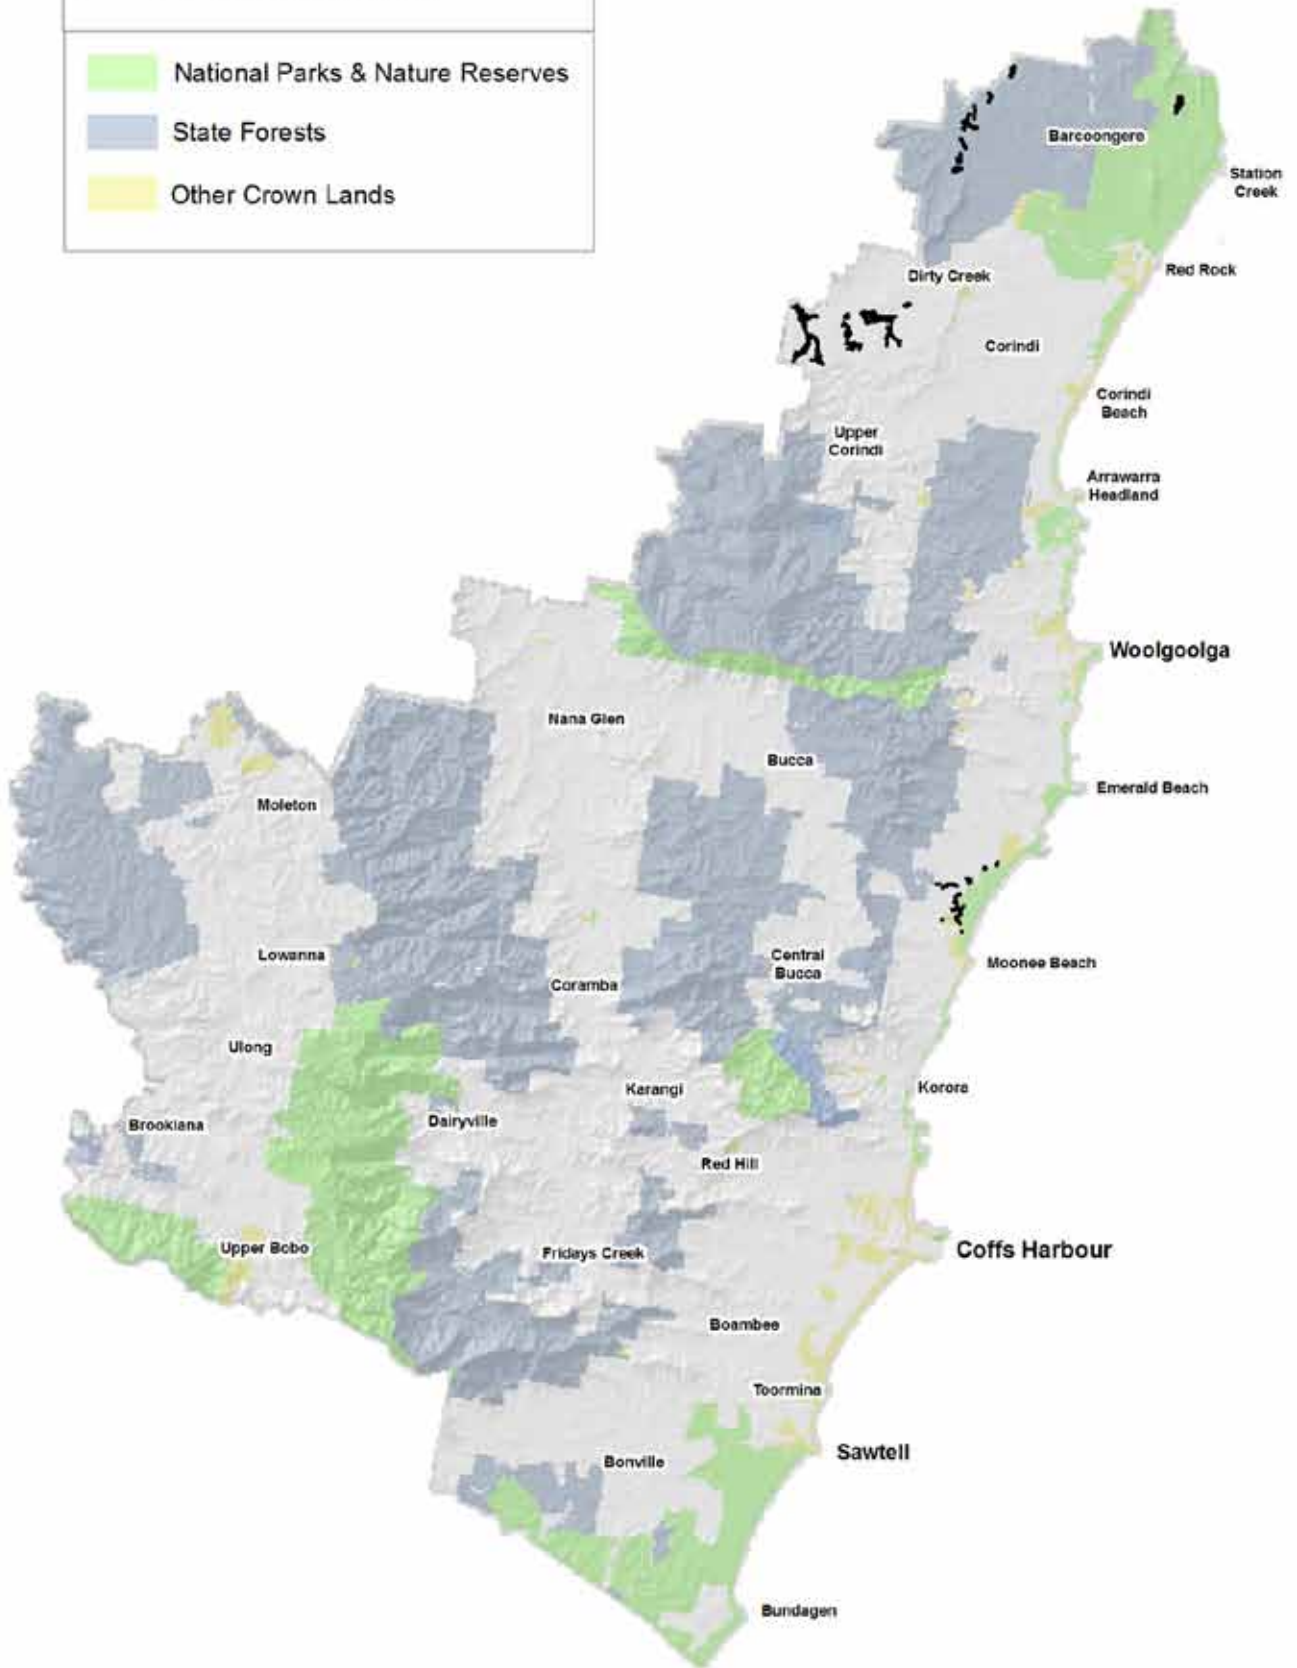 National Parks & Nature Reserves
State Forests
Other Crown Lands
Barcoongere
Station
Creek
Red Rock
Dirty Creek
Corindi
Corindi
Beach
Upper
Corindi
Arrawarra
Headland
Woolgoolga
Nana Glen
Bucca
Emerald Beach
Moleton
Lowanna
Central
Bucca
Moonee Beach
Coramba
Ulong
Karangi
Korora
Brooklana
Dairyville
Red Hill
Upper Bobo
Fridays Creek
Coffs Harbour
Boambee
Toormina
Sawtell
Bonville
Bundagen